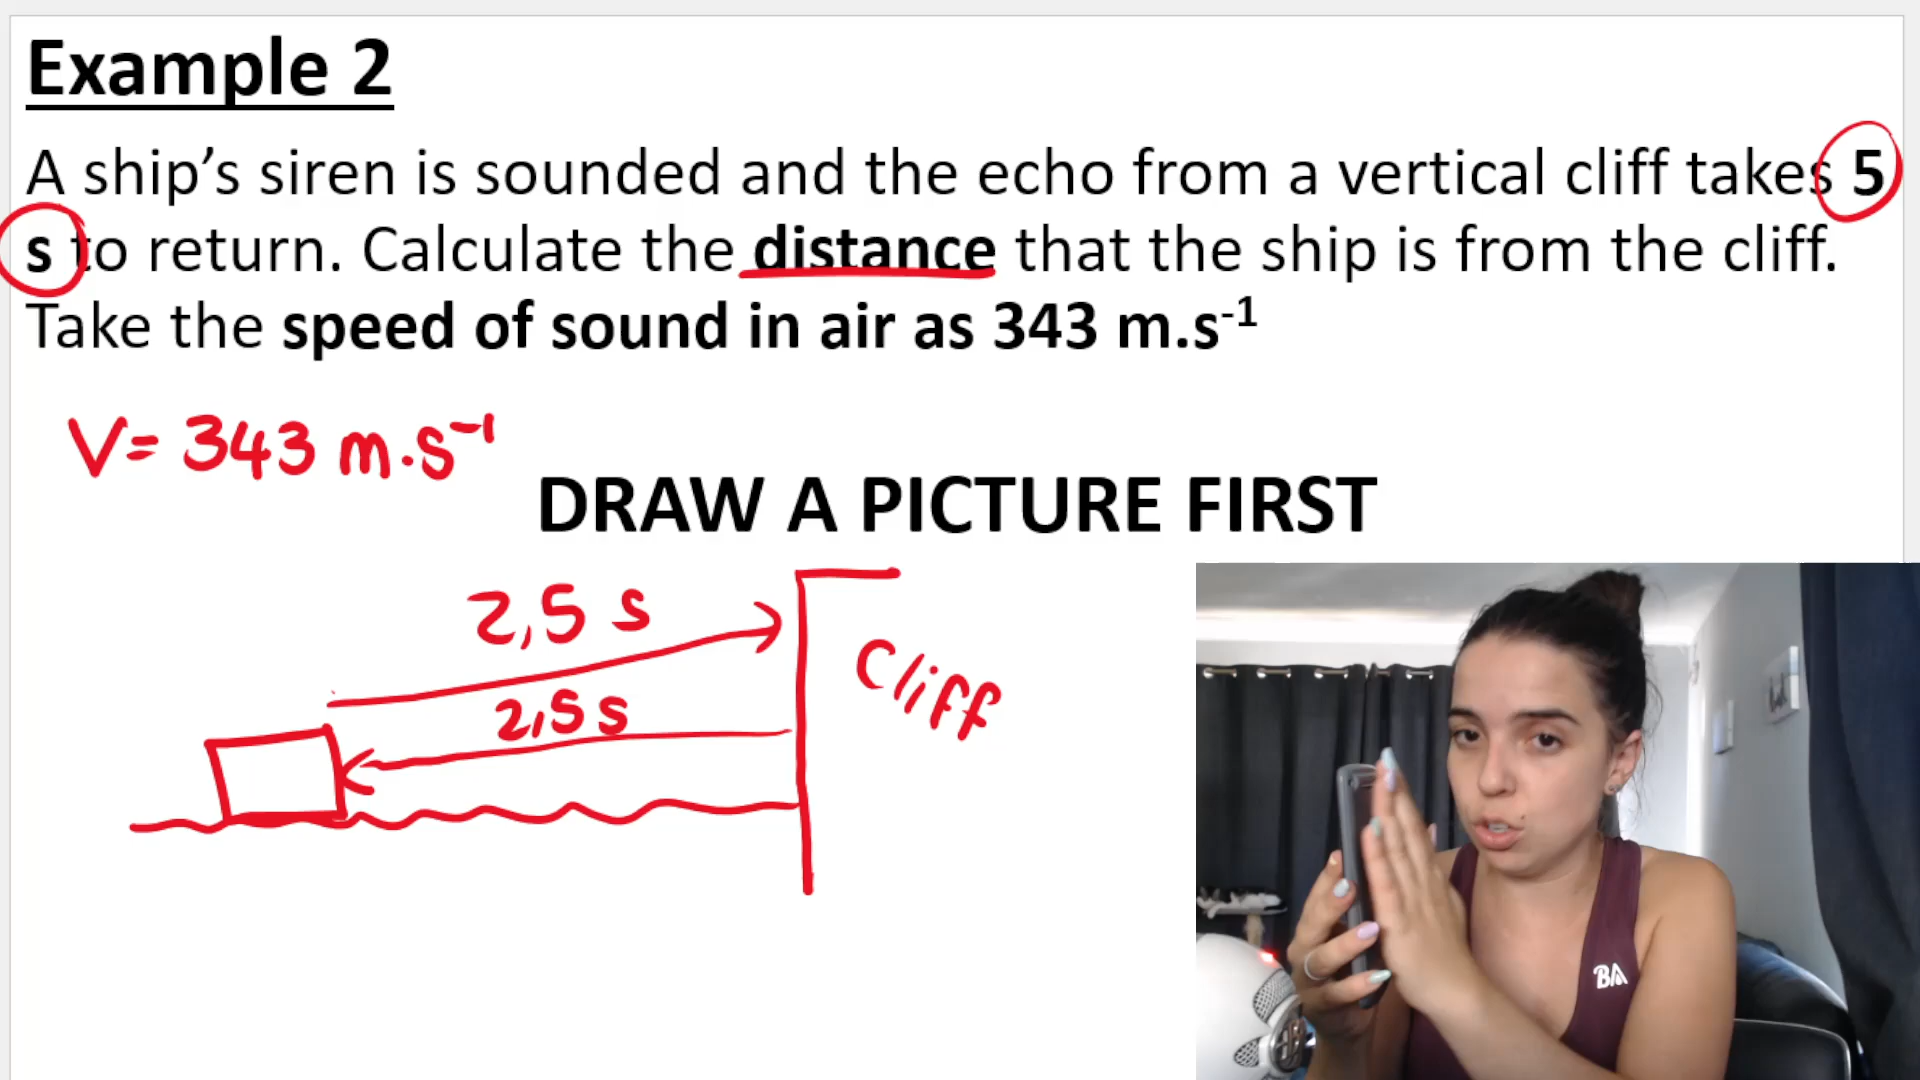 Example 2
A ship’s siren is sounded and the echo from a vertical cliff takes 5
s to return. Calculate the distance that the ship is from the cliff.
Take the speed of sound in air as 343 m.s⁻¹
V= 343 m.s⁻¹
DRAW A PICTURE FIRST
2,5 s
Cliff
2,5 s
BA